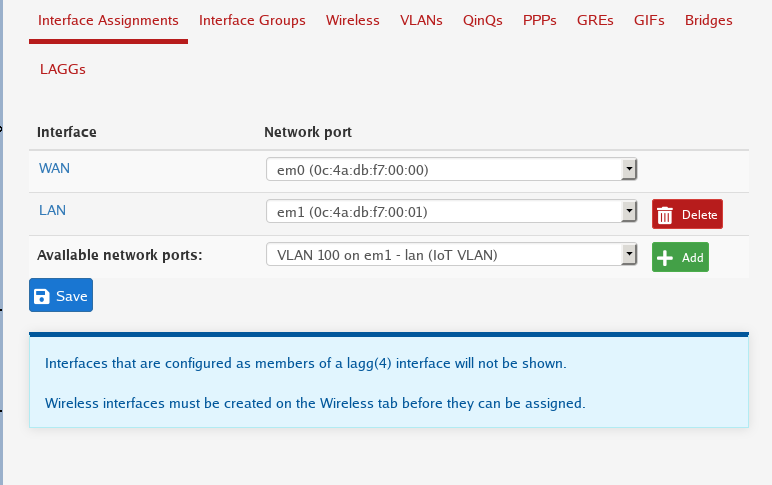 Interface Assignments Interface Groups Wireless VLANs QinQs PPPs GREs GIFs Bridges
LAGGs
Interface Network port
WAN em0 (0c:4a:db:f7:00:00)
LAN em1 (0c:4a:db:f7:00:01) Delete
Available network ports: VLAN 100 on em1 - lan (IoT VLAN) Add
Save
Interfaces that are configured as members of a lagg(4) interface will not be shown.
Wireless interfaces must be created on the Wireless tab before they can be assigned.